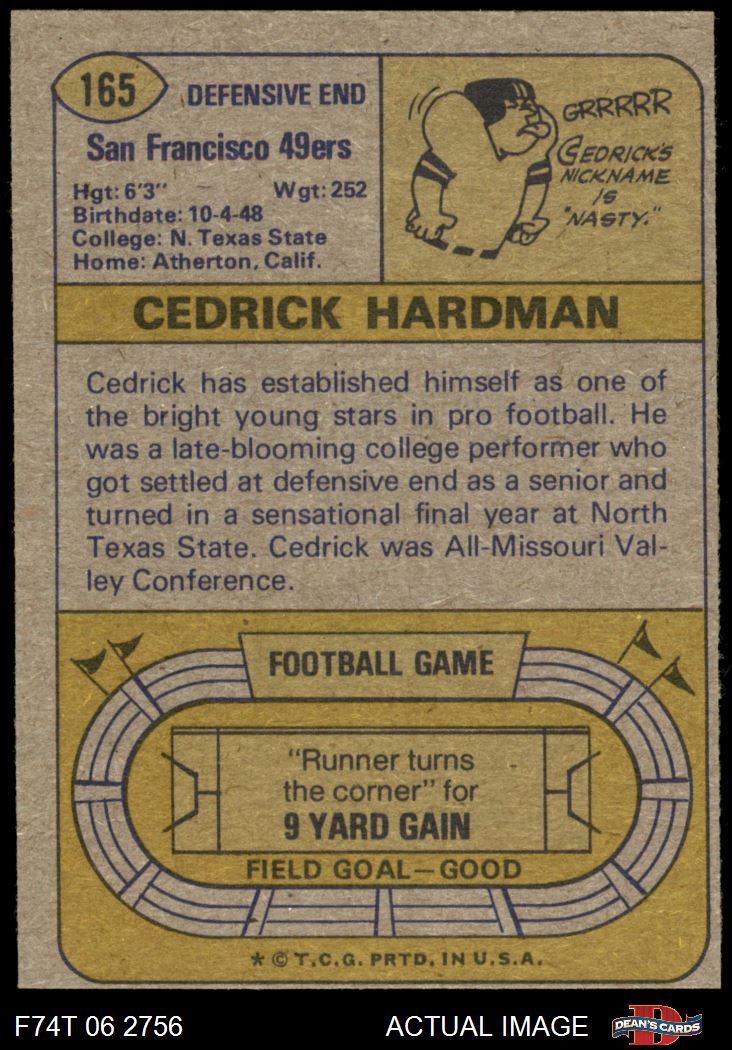 165
DEFENSIVE END
San Francisco 49ers
Hgt: 6'3" Wgt: 252
Birthdate: 10-4-48
College: N. Texas State
Home: Atherton, Calif.
GRRRRR
CEDRICK'S
NICKNAME
IS
"NASTY."
CEDRICK HARDMAN
Cedrick has established himself as one of
the bright young stars in pro football. He
was a late-blooming college performer who
got settled at defensive end as a senior and
turned in a sensational final year at North
Texas State. Cedrick was All-Missouri Val-
ley Conference.
FOOTBALL GAME
"Runner turns
the corner" for
9 YARD GAIN
FIELD GOAL—GOOD
* © T.C.G. PRTD. IN U.S.A.
F74T 06 2756 ACTUAL IMAGE
D
DEAN'S CARDS